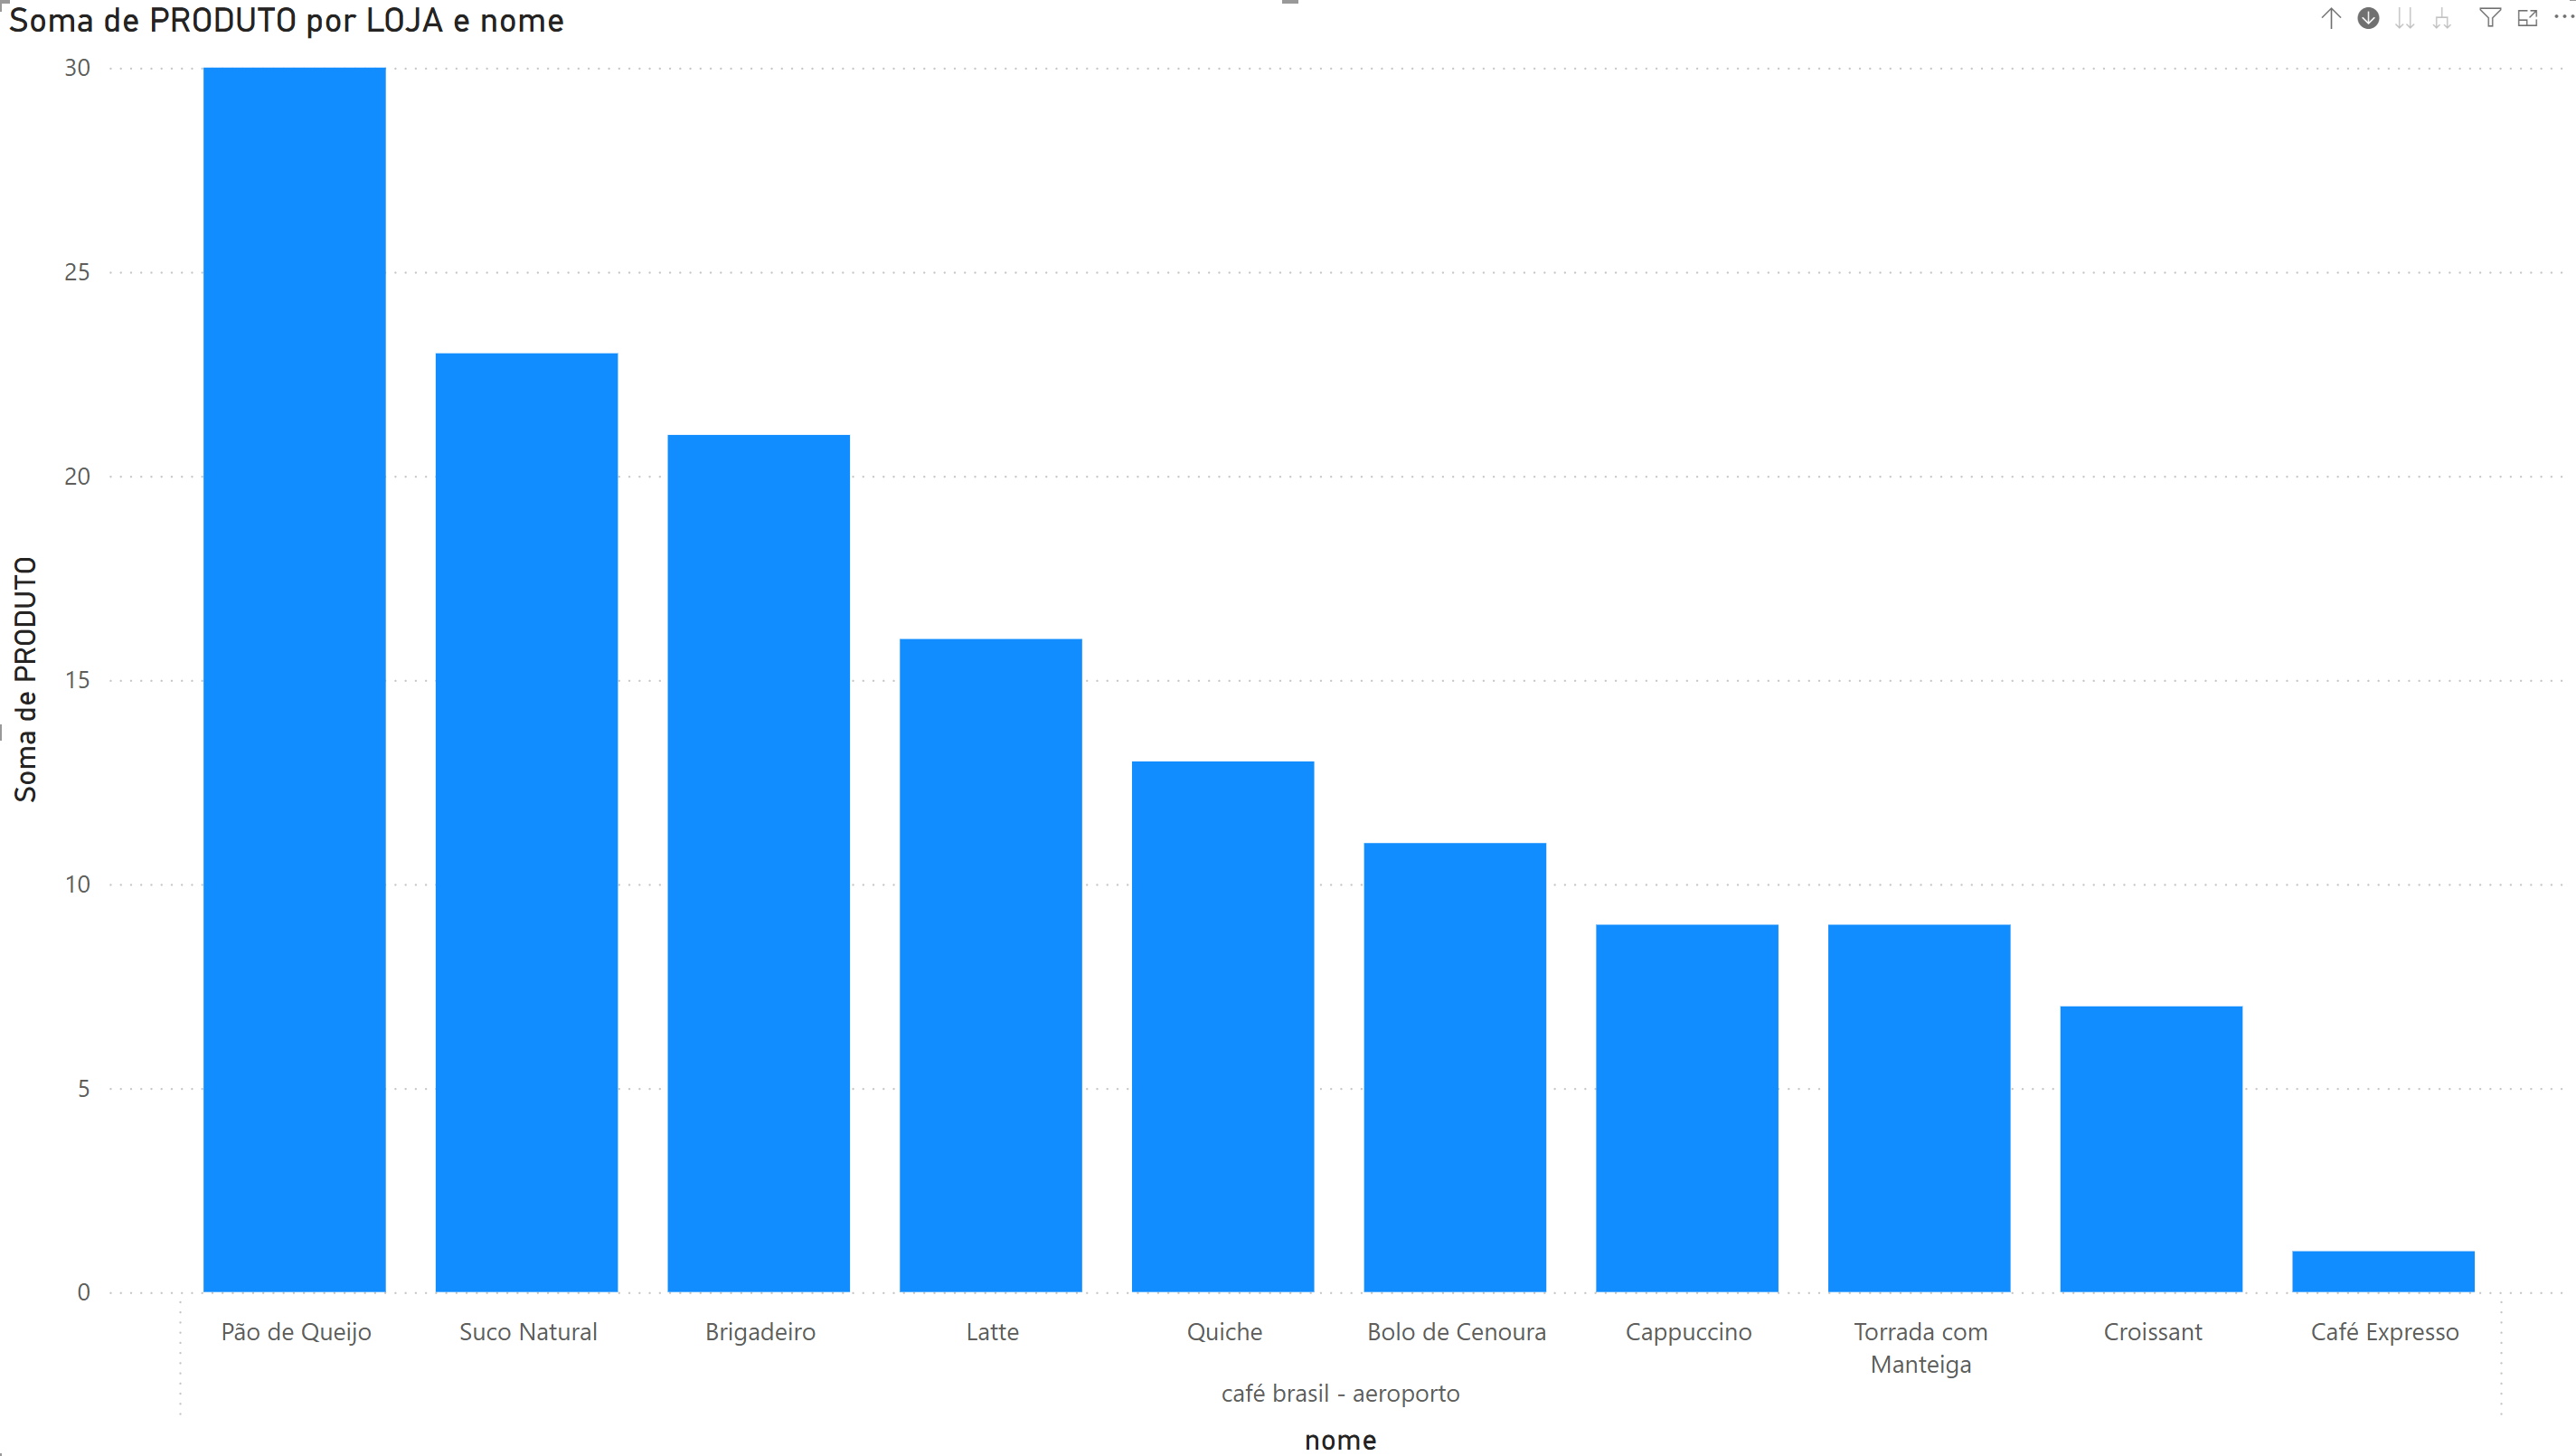 Soma de PRODUTO por LOJA e nome
30
25
20
15
10
5
0
Soma de PRODUTO
Pão de Queijo
Suco Natural
Brigadeiro
Latte
Quiche
Bolo de Cenoura
Cappuccino
Torrada com
Manteiga
Croissant
Café Expresso
café brasil - aeroporto
nome